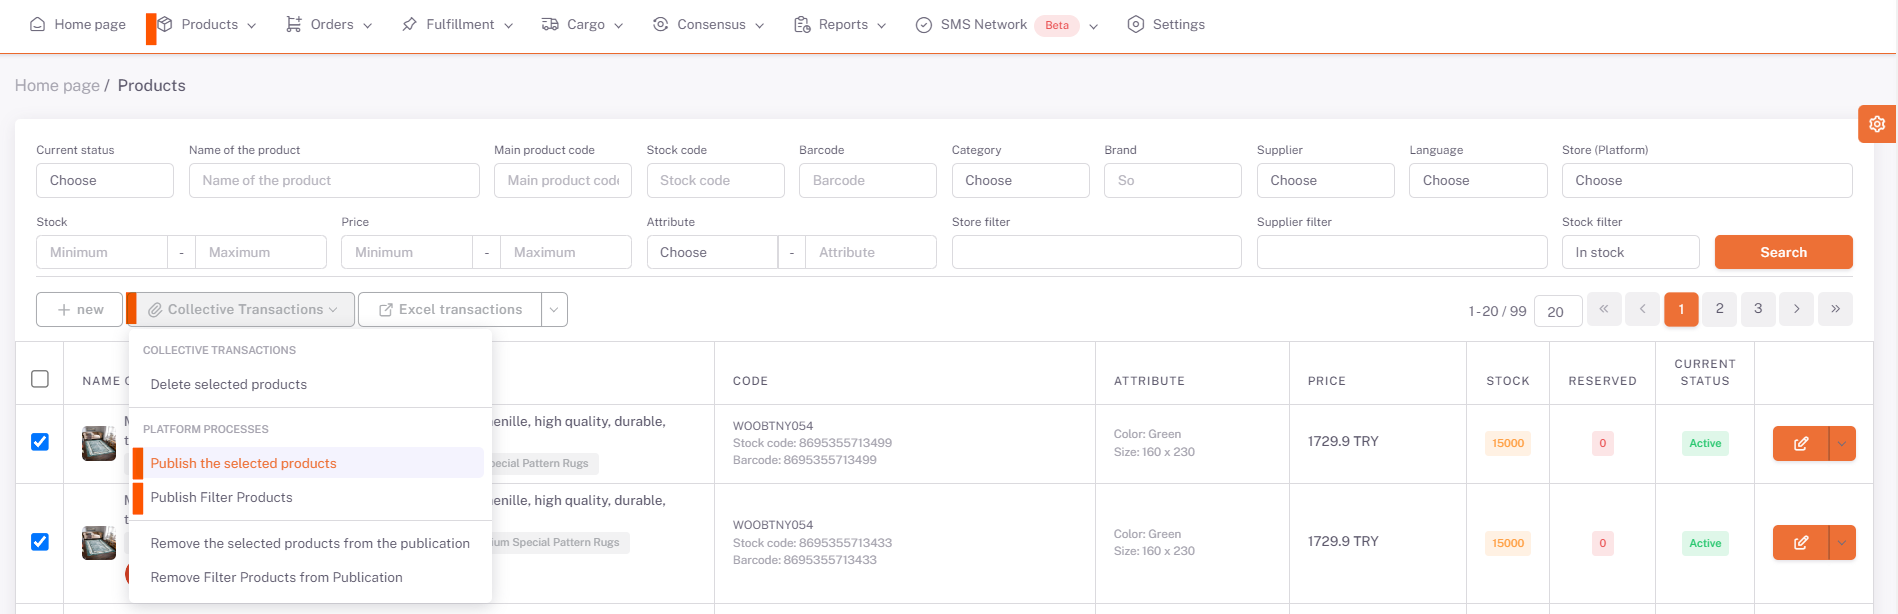 Home page Products Orders Fulfillment Cargo Consensus Reports SMS Network Beta Settings
Home page / Products
Current status Name of the product Main product code Stock code Barcode Category Brand Supplier Language Store (Platform)
Choose Name of the product Main product code Stock code Barcode Choose So Choose Choose Choose
Stock Price Attribute Store filter Supplier filter Stock filter
Minimum - Maximum Minimum - Maximum Choose - Attribute In stock Search
+ new Collective Transactions Excel transactions 1-20 / 99 20 « ‹ 1 2 3 › »
COLLECTIVE TRANSACTIONS
Delete selected products
PLATFORM PROCESSES
Publish the selected products
Publish Filter Products
Remove the selected products from the publication
Remove Filter Products from Publication
NAME CODE ATTRIBUTE PRICE STOCK RESERVED CURRENT STATUS
high quality, durable,
pecial Pattern Rugs
WOOBTNY054
Stock code: 8695355713499
Barcode: 8695355713499
Color: Green
Size: 160 x 230
1729.9 TRY 15000 0 Active
high quality, durable,
ium Special Pattern Rugs
WOOBTNY054
Stock code: 8695355713433
Barcode: 8695355713433
Color: Green
Size: 160 x 230
1729.9 TRY 15000 0 Active